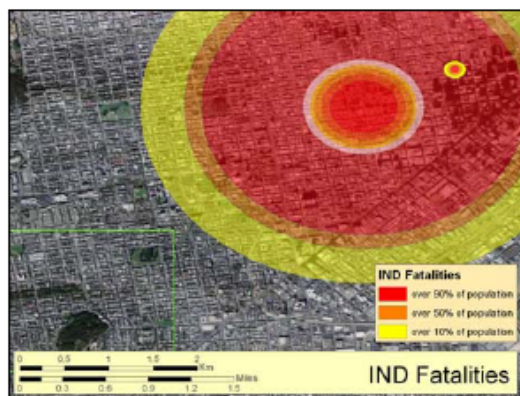 IND Fatalities
over 90% of population
over 50% of population
over 10% of population
0 0.5 1 1.5 2
Km
Miles
0 0.3 0.6 0.9 1.2 1.5
IND Fatalities